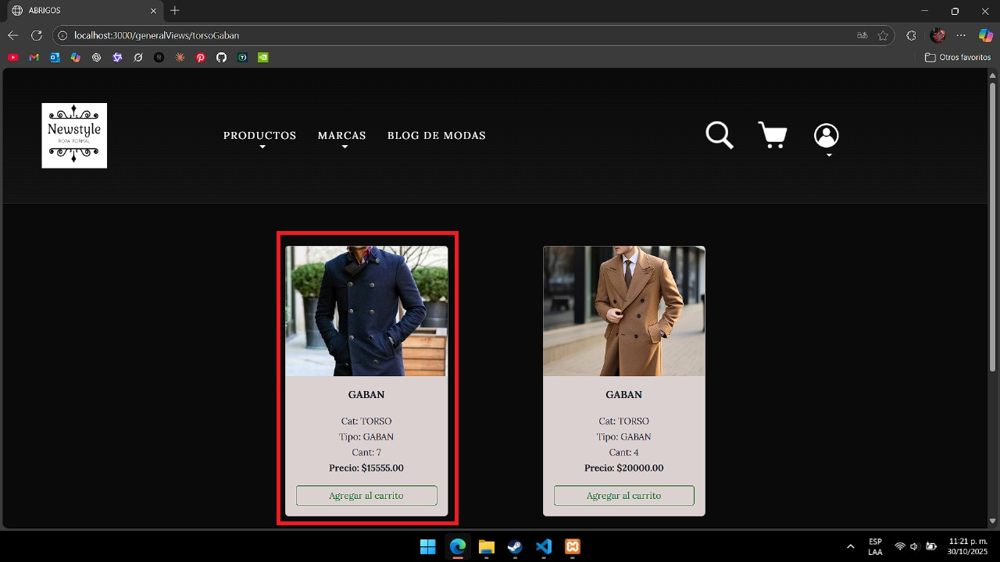 ABRIGOS
localhost:3000/generalViews/torsoGaban
Otros favoritos
Newstyle
ROPA FORMAL
PRODUCTOS
MARCAS
BLOG DE MODAS
GABAN
Cat: TORSO
Tipo: GABAN
Cant: 7
Precio: $15555.00
Agregar al carrito
GABAN
Cat: TORSO
Tipo: GABAN
Cant: 4
Precio: $20000.00
Agregar al carrito
ESP
LAA
11:21 p. m.
30/10/2025